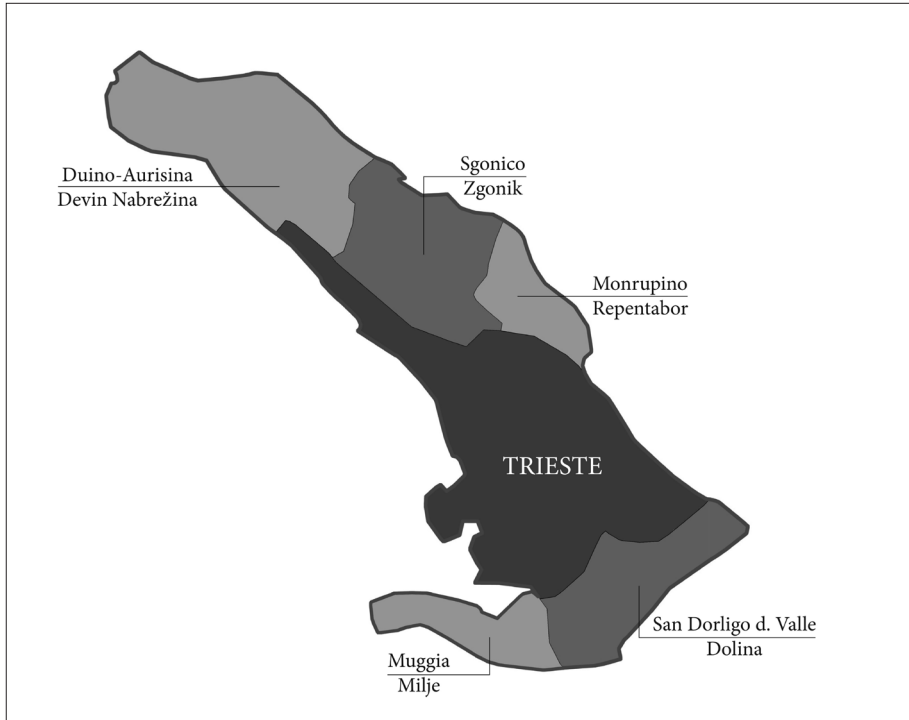 Duino-Aurisina
Devin Nabrežina
Sgonico
Zgonik
Monrupino
Repentabor
TRIESTE
San Dorligo d. Valle
Dolina
Muggia
Milje